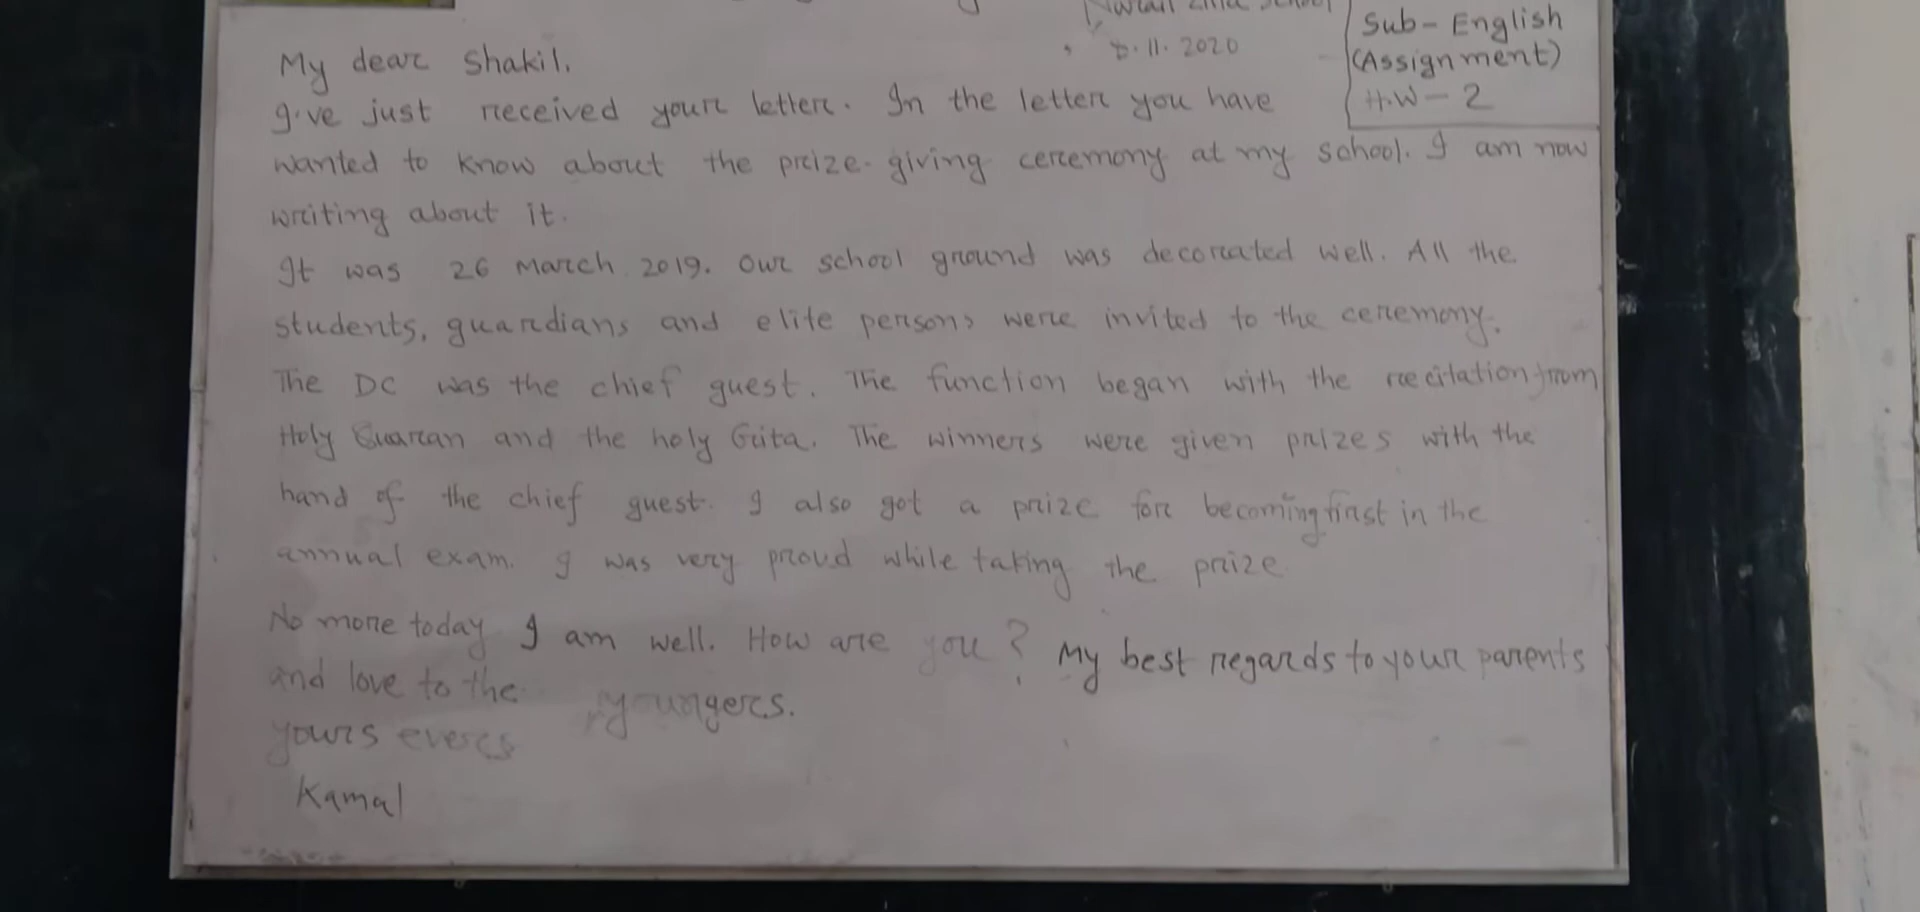 Zilla School
.11.2020
Sub- English
(Assignment)
H.W - 2
My dear Shakil.
I've just received your letter. In the letter you have
wanted to know about the prize-giving ceremony at my school. I am now
writing about it.
It was 26 March 2019. Our school ground was decorated well. All the
students, guardians and elite persons were invited to the ceremony.
The DC was the chief guest. The function began with the recitation from
Holy Quaran and the holy Gita. The winners were given prizes with the
hand of the chief guest. I also got a prize for becoming first in the
annual exam. I was very proud while taking the prize
No more today I am well. How are you? My best regards to your parents
and love to the youngers.
yours evers
Kamal